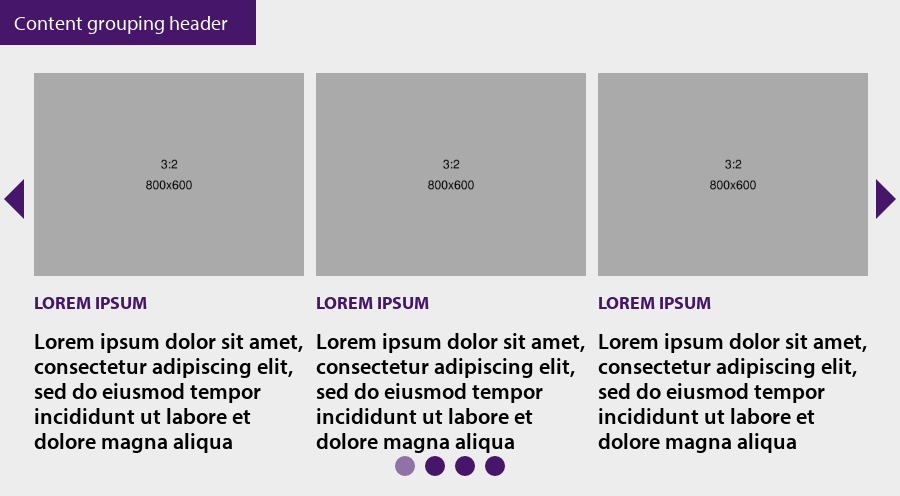 Content grouping header
3:2
800x600
3:2
800x600
3:2
800x600
LOREM IPSUM
Lorem ipsum dolor sit amet,
consectetur adipiscing elit,
sed do eiusmod tempor
incididunt ut labore et
dolore magna aliqua
LOREM IPSUM
Lorem ipsum dolor sit amet,
consectetur adipiscing elit,
sed do eiusmod tempor
incididunt ut labore et
dolore magna aliqua
LOREM IPSUM
Lorem ipsum dolor sit amet,
consectetur adipiscing elit,
sed do eiusmod tempor
incididunt ut labore et
dolore magna aliqua